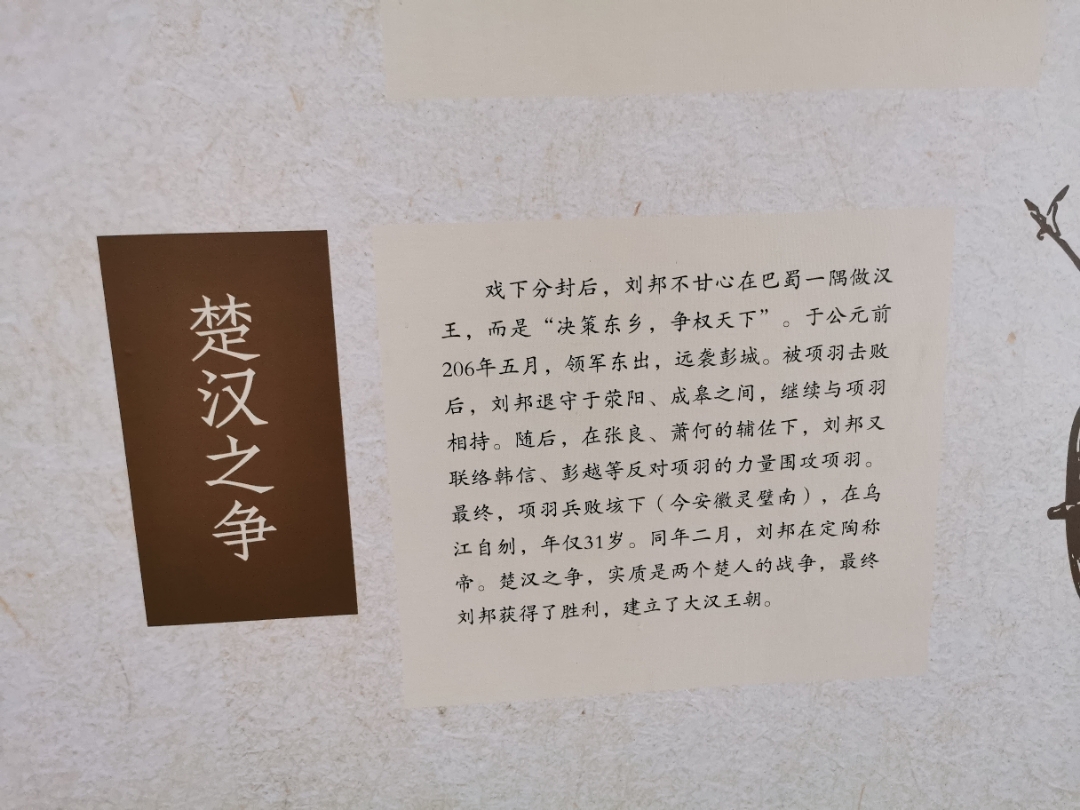 楚汉之争
戏下分封后，刘邦不甘心在巴蜀一隅做汉
王，而是“决策东乡，争权天下”。于公元前
206年五月，领军东出，远袭彭城。被项羽击败
后，刘邦退守于荥阳、成皋之间，继续与项羽
相持。随后，在张良、萧何的辅佐下，刘邦又
联络韩信、彭越等反对项羽的力量围攻项羽。
最终，项羽兵败垓下（今安徽灵璧南），在乌
江自刎，年仅31岁。同年二月，刘邦在定陶称
帝。楚汉之争，实质是两个楚人的战争，最终
刘邦获得了胜利，建立了大汉王朝。